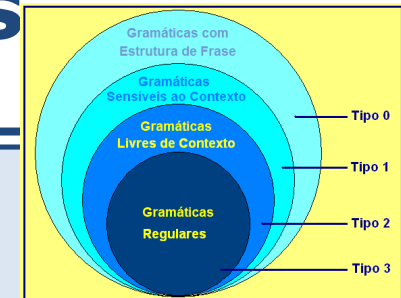 s
Gramáticas com
Estrutura de Frase
Gramáticas
Sensíveis ao Contexto
Gramáticas
Livres de Contexto
Gramáticas
Regulares
Tipo 0
Tipo 1
Tipo 2
Tipo 3